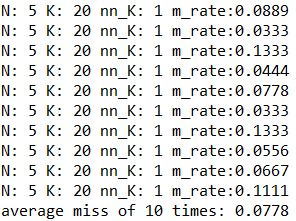 N: 5 K: 20 nn_K: 1 m_rate:0.0889
N: 5 K: 20 nn_K: 1 m_rate:0.0333
N: 5 K: 20 nn_K: 1 m_rate:0.1333
N: 5 K: 20 nn_K: 1 m_rate:0.0444
N: 5 K: 20 nn_K: 1 m_rate:0.0778
N: 5 K: 20 nn_K: 1 m_rate:0.0333
N: 5 K: 20 nn_K: 1 m_rate:0.1333
N: 5 K: 20 nn_K: 1 m_rate:0.0556
N: 5 K: 20 nn_K: 1 m_rate:0.0667
N: 5 K: 20 nn_K: 1 m_rate:0.1111
average miss of 10 times: 0.0778